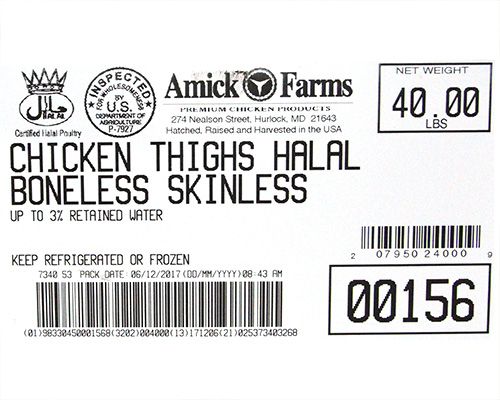 حلال
HALAL
Certified Halal Poultry
INSPECTED
FOR WHOLESOMENESS
BY
U.S.
DEPARTMENT OF
AGRICULTURE
P-7927
Amick Farms
PREMIUM CHICKEN PRODUCTS
274 Nealson Street, Hurlock, MD 21643
Hatched, Raised and Harvested in the USA
NET WEIGHT
40.00
LBS
CHICKEN THIGHS HALAL
BONELESS SKINLESS
UP TO 3% RETAINED WATER
KEEP REFRIGERATED OR FROZEN
7340 53 PACK DATE: 06/12/2017(DD/MM/YYYY)08:43 AM
(01)98330450001568(3202)004000(13)171206(21)025373403268
2 07950 24000 9
00156